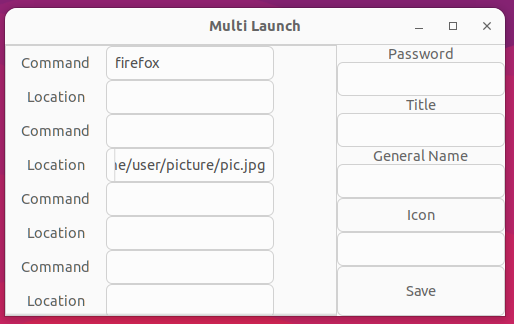 Multi Launch
Command firefox
Location
Command
Location e/user/picture/pic.jpg
Command
Location
Command
Location
Password
Title
General Name
Icon
Save